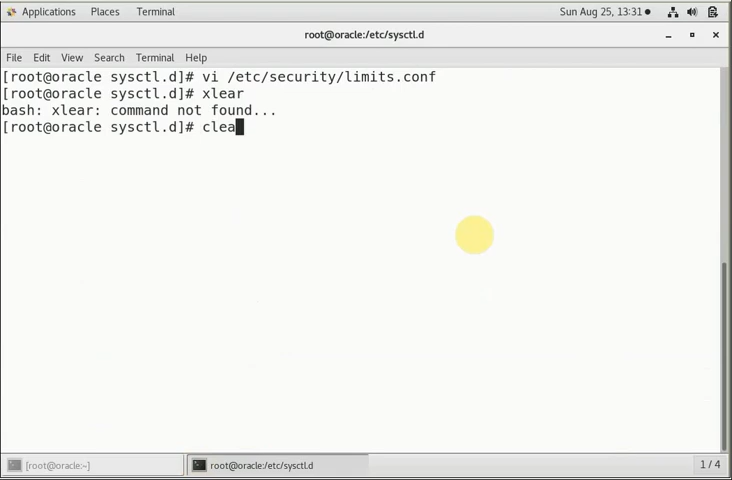 Applications Places Terminal Sun Aug 25, 13:31
root@oracle:/etc/sysctl.d
File Edit View Search Terminal Help
[root@oracle sysctl.d]# vi /etc/security/limits.conf
[root@oracle sysctl.d]# xlear
bash: xlear: command not found...
[root@oracle sysctl.d]# clea
[root@oracle:~] root@oracle:/etc/sysctl.d 1 / 4